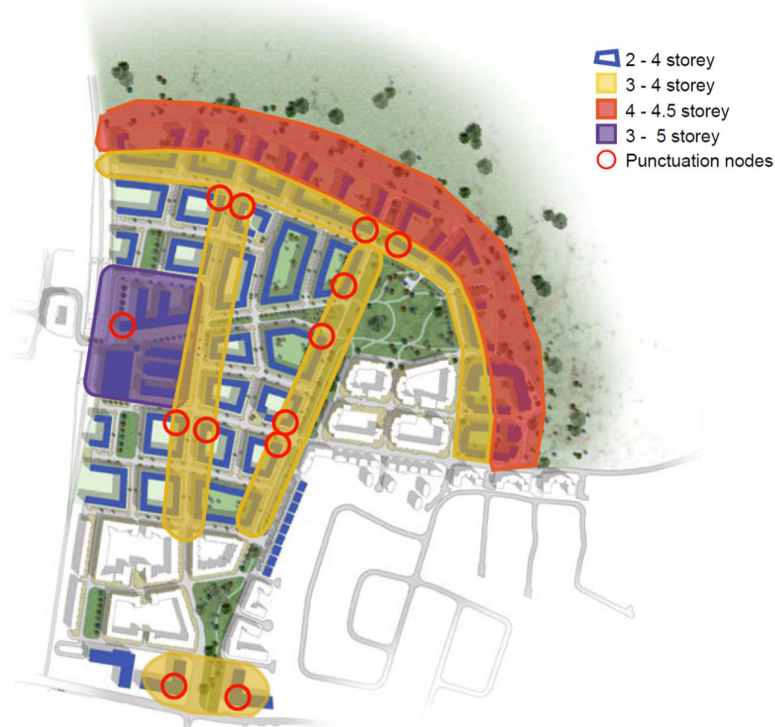 2 - 4 storey
3 - 4 storey
4 - 4.5 storey
3 - 5 storey
Punctuation nodes